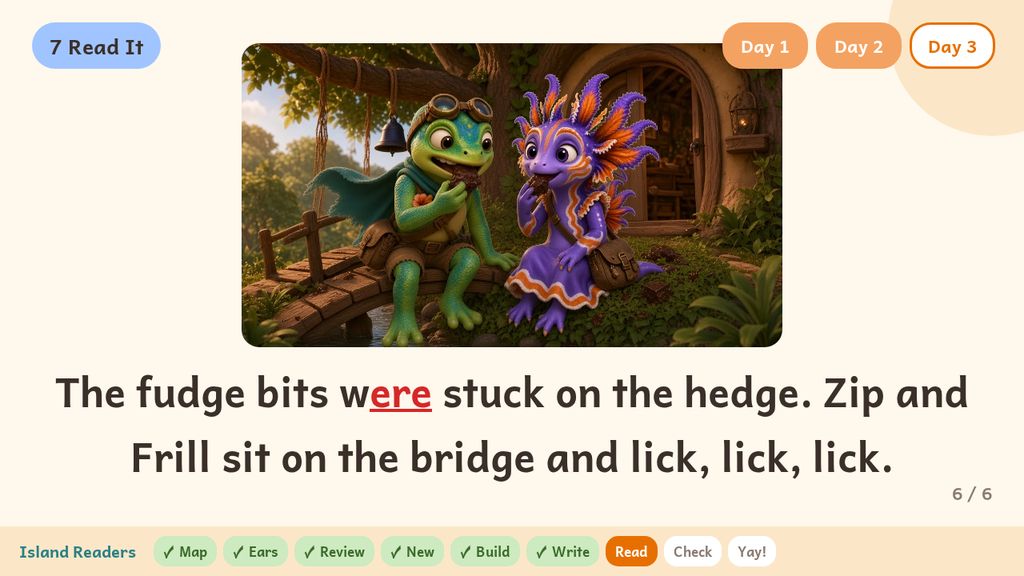 7 Read It
Day 1
Day 2
Day 3
The fudge bits were stuck on the hedge. Zip and
Frill sit on the bridge and lick, lick, lick.
6 / 6
Island Readers
✓ Map
✓ Ears
✓ Review
✓ New
✓ Build
✓ Write
Read
Check
Yay!